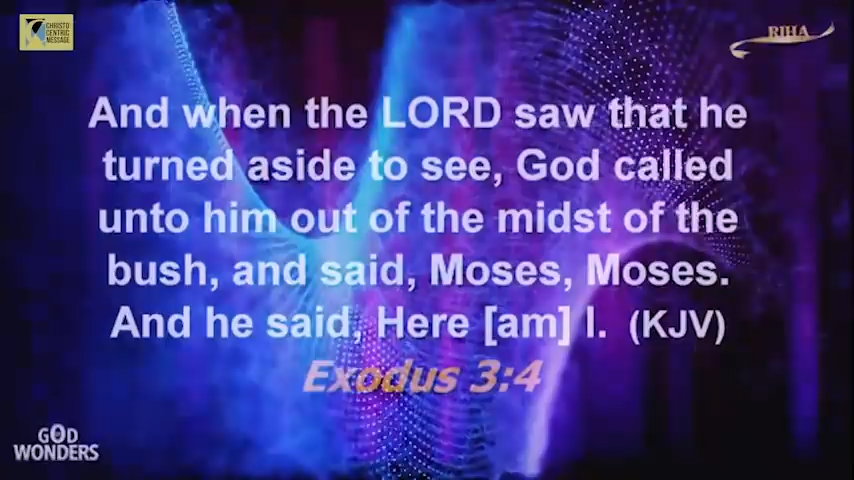 CHRISTO
CENTRIC
MESSAGE
RIHA
And when the LORD saw that he
turned aside to see, God called
unto him out of the midst of the
bush, and said, Moses, Moses.
And he said, Here [am] I. (KJV)
Exodus 3:4
GOD
WONDERS